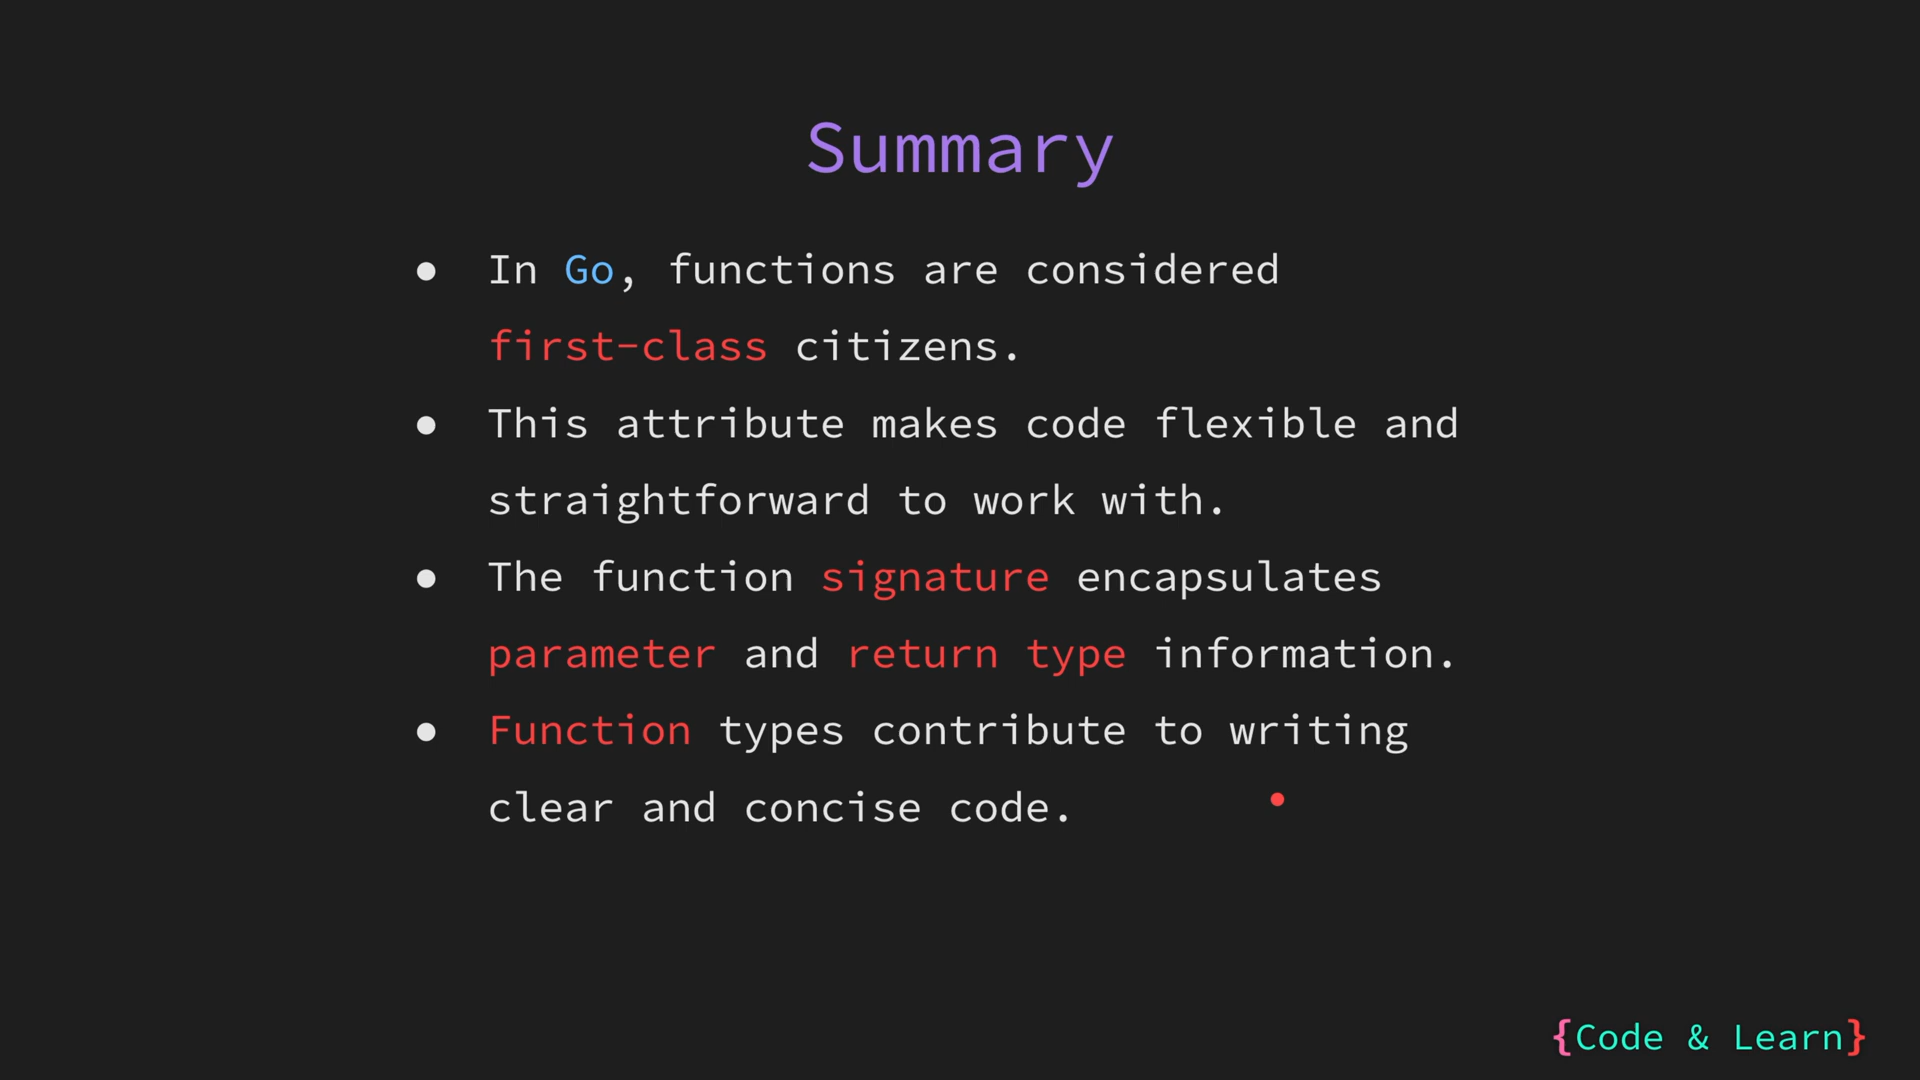 Summary
● In Go, functions are considered
first-class citizens.
● This attribute makes code flexible and
straightforward to work with.
● The function signature encapsulates
parameter and return type information.
● Function types contribute to writing
clear and concise code.
{Code & Learn}